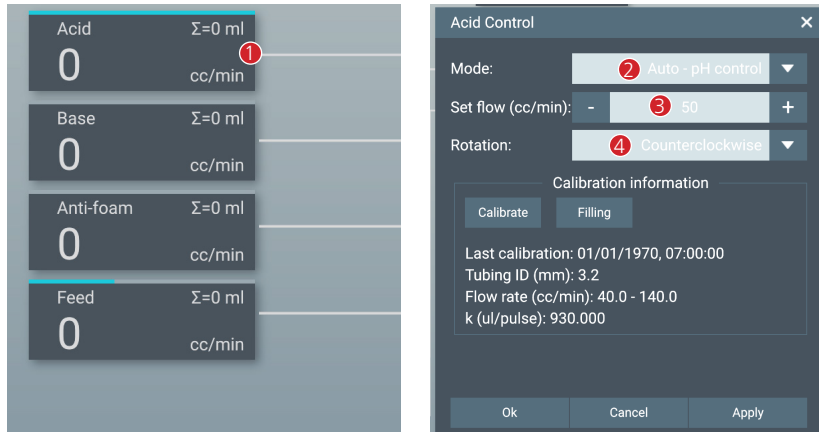 Acid Σ=0 ml
1
0
cc/min
Base Σ=0 ml
0
cc/min
Anti-foam Σ=0 ml
0
cc/min
Feed Σ=0 ml
0
cc/min
Acid Control ×
Mode: 2 Auto - pH control
Set flow (cc/min): - 3 50 +
Rotation: 4 Counterclockwise
Calibration information
Calibrate Filling
Last calibration: 01/01/1970, 07:00:00
Tubing ID (mm): 3.2
Flow rate (cc/min): 40.0 - 140.0
k (ul/pulse): 930.000
Ok Cancel Apply